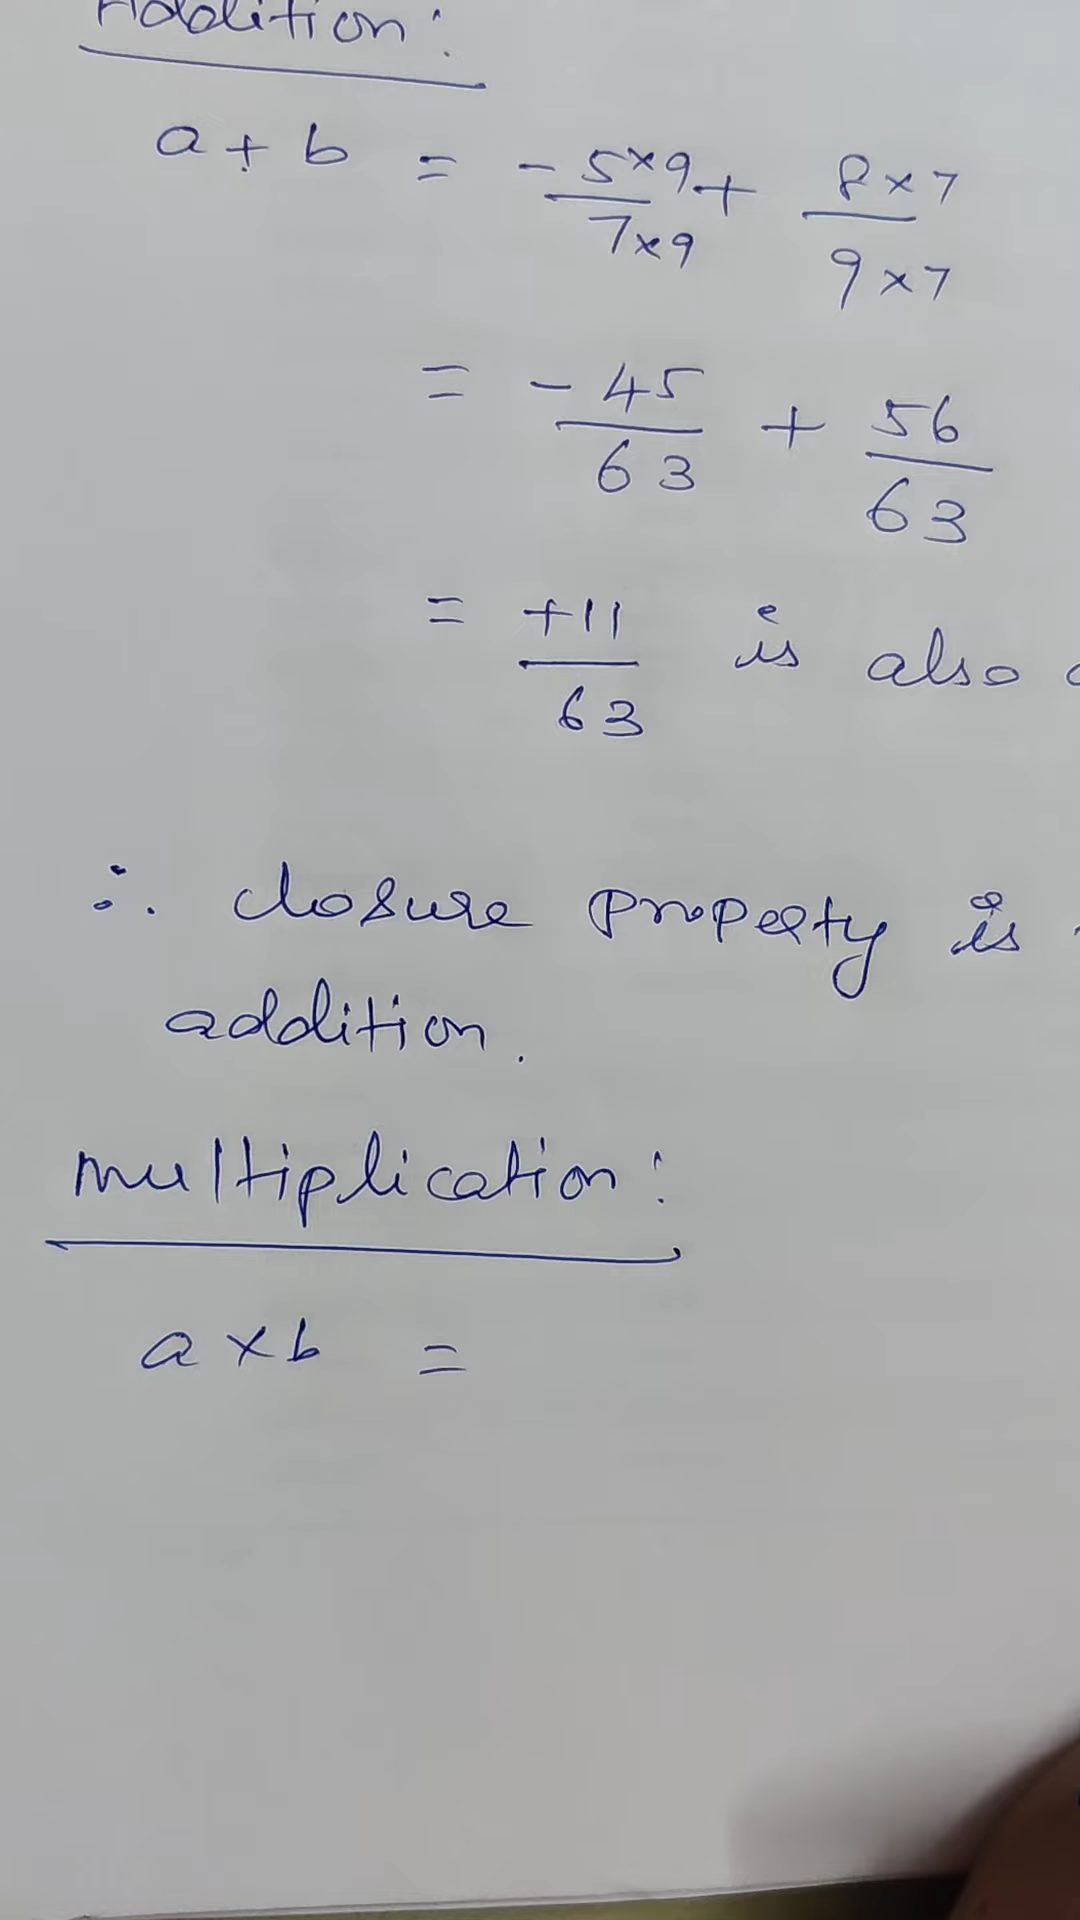 Addition:
a + b = - 5×9 / 7×9 + 8×7 / 9×7
= - 45 / 63 + 56 / 63
= +11 / 63 is also
∴ closure property is
addition.
Multiplication:
a × b =